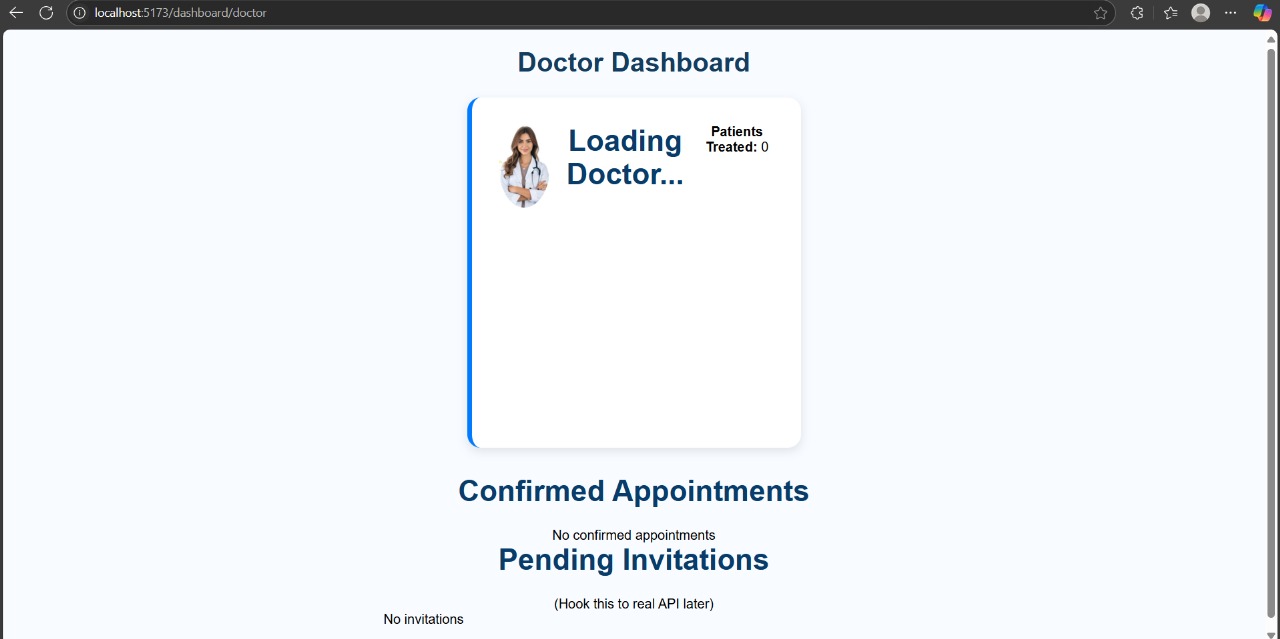 localhost:5173/dashboard/doctor
Doctor Dashboard
Loading
Doctor...
Patients
Treated: 0
Confirmed Appointments
No confirmed appointments
Pending Invitations
(Hook this to real API later)
No invitations